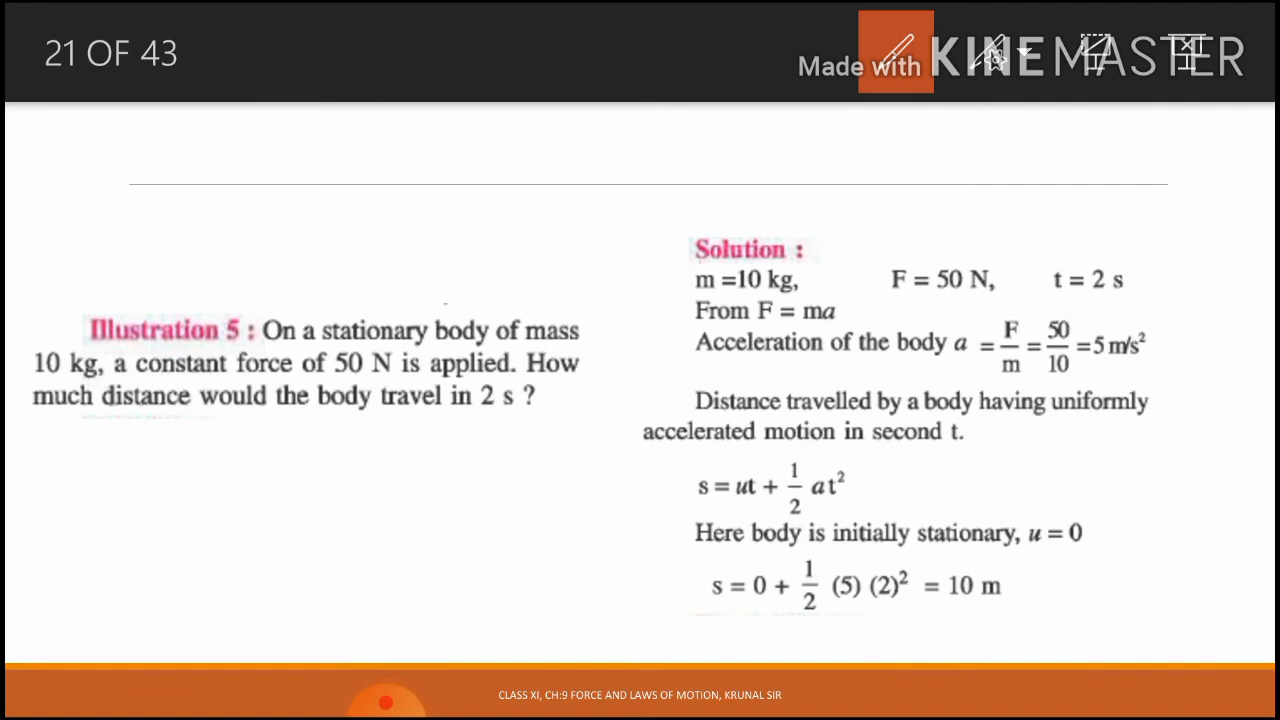 21 OF 43
Made with KINEMASTER
Illustration 5 : On a stationary body of mass
10 kg, a constant force of 50 N is applied. How
much distance would the body travel in 2 s ?
Solution :
m =10 kg, F = 50 N, t = 2 s
From F = ma
Acceleration of the body a = F/m = 50/10 = 5 m/s²
Distance travelled by a body having uniformly
accelerated motion in second t.
s = ut + 1/2 at²
Here body is initially stationary, u = 0
s = 0 + 1/2 (5) (2)² = 10 m
CLASS XI, CH:9 FORCE AND LAWS OF MOTION, KRUNAL SIR